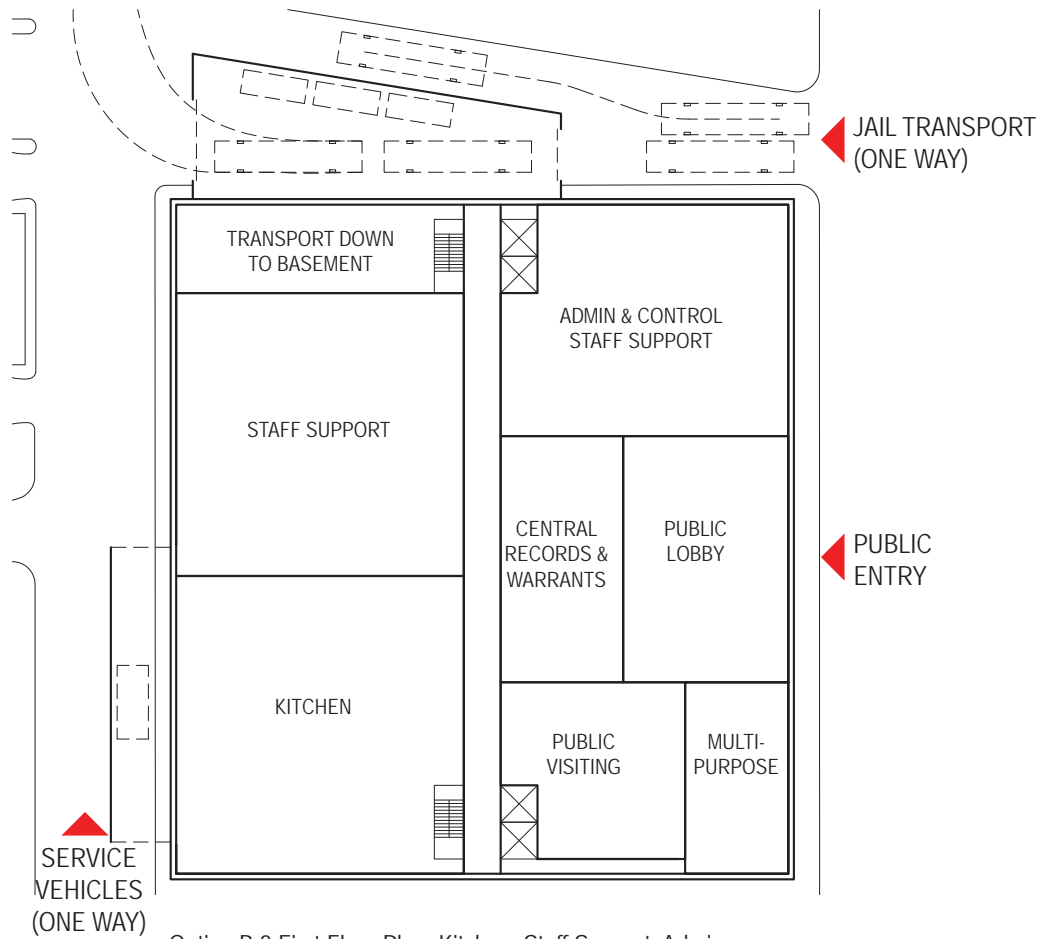 JAIL TRANSPORT
(ONE WAY)
TRANSPORT DOWN
TO BASEMENT
ADMIN & CONTROL
STAFF SUPPORT
STAFF SUPPORT
CENTRAL
RECORDS &
WARRANTS
PUBLIC
LOBBY
PUBLIC
ENTRY
KITCHEN
PUBLIC
VISITING
MULTI-
PURPOSE
SERVICE
VEHICLES
(ONE WAY)